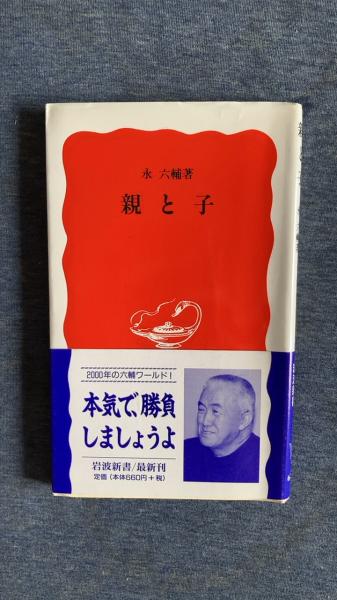 永 六輔著
親と子
2000年の六輔ワールド！
本気で、勝負
しましょうよ
岩波新書/最新刊
定価（本体660円＋税）